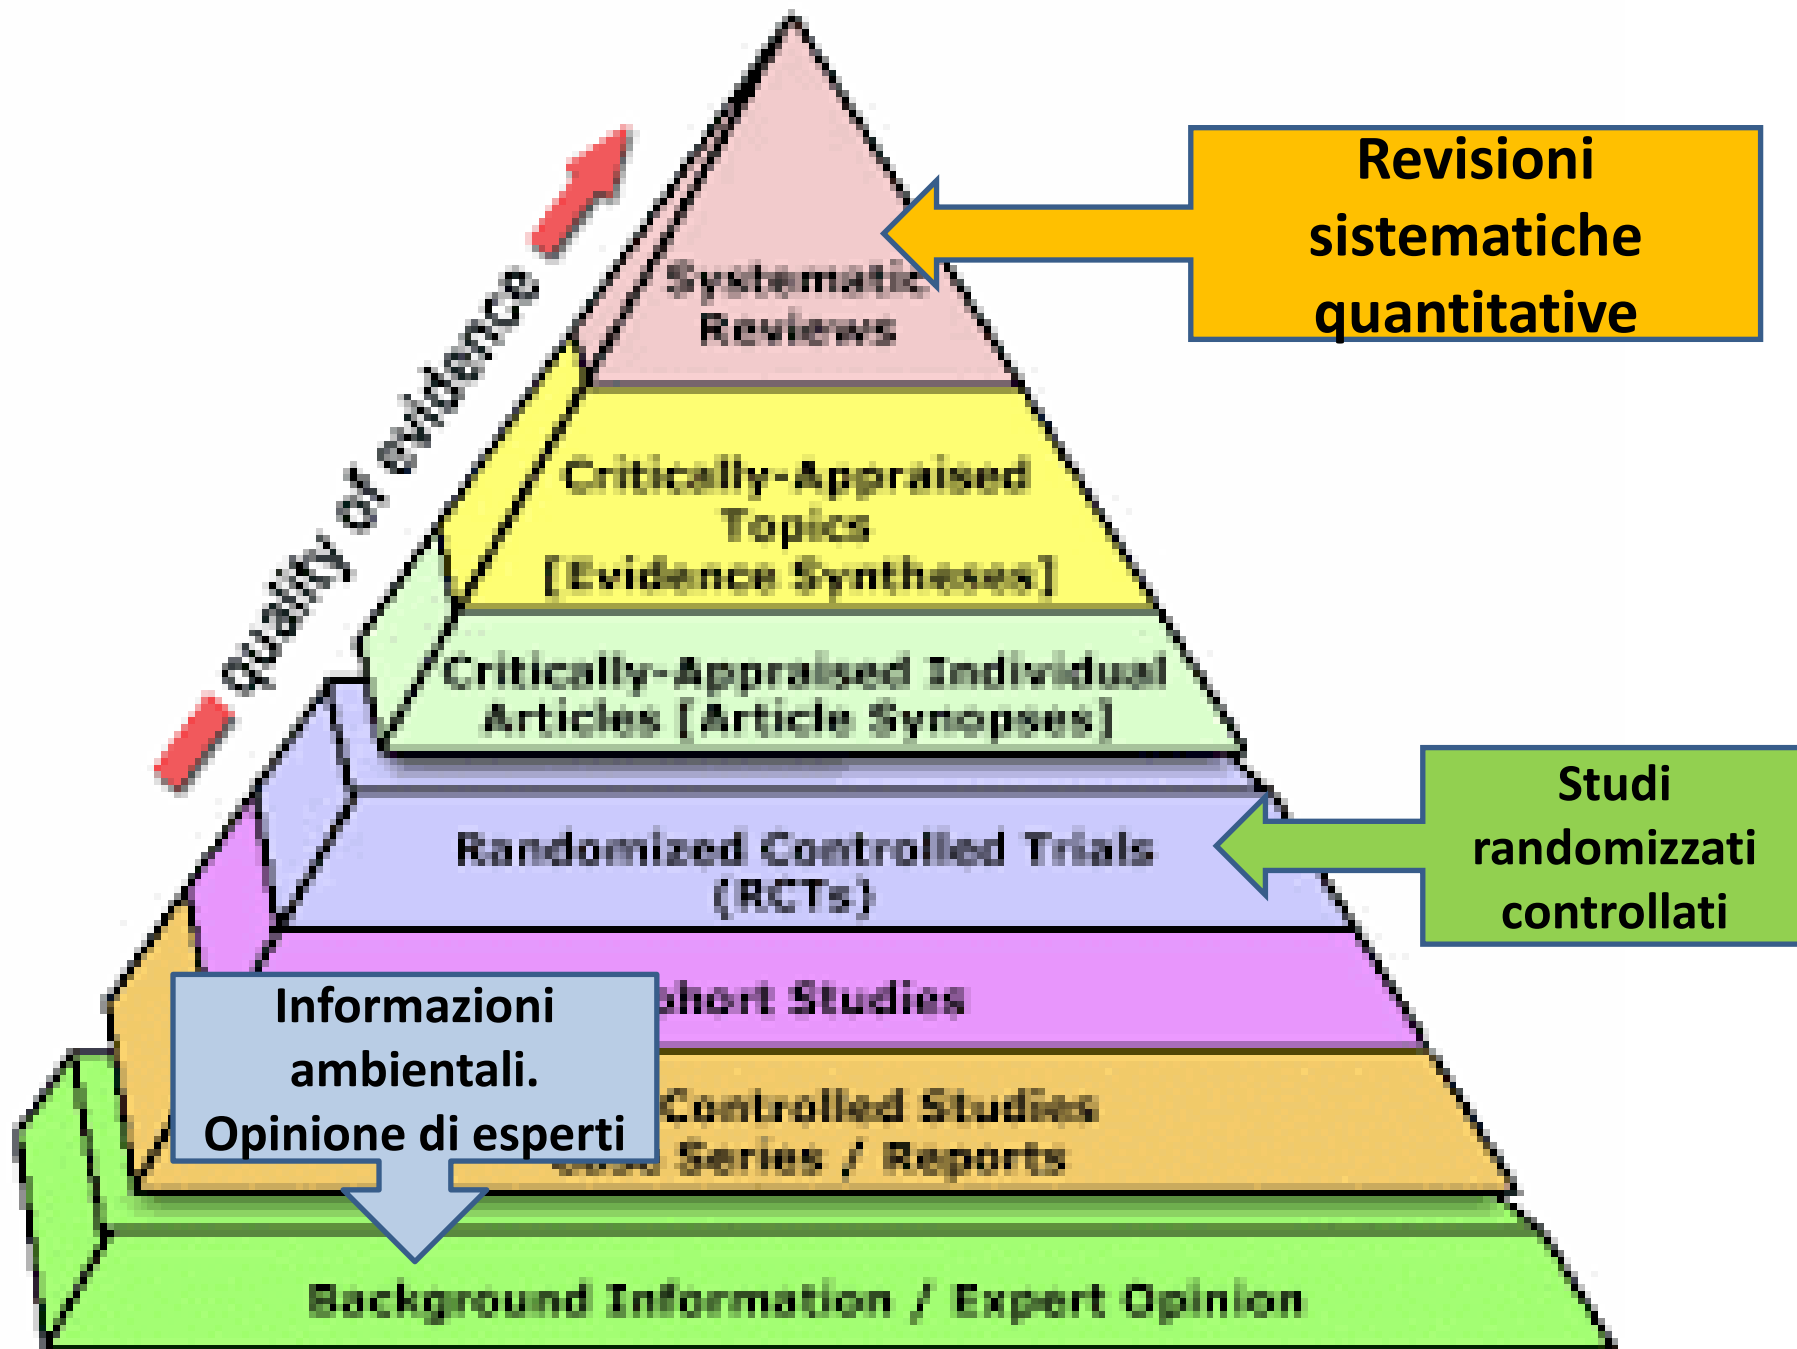 Revisioni
sistematiche
quantitative
quality of evidence
Systematic
Reviews
Critically-Appraised
Topics
[Evidence Syntheses]
Critically-Appraised Individual
Articles [Article Synopses]
Randomized Controlled Trials
(RCTs)
Studi
randomizzati
controllati
Studies
Informazioni
ambientali.
Opinione di esperti
Controlled Studies
Series / Reports
Background Information / Expert Opinion